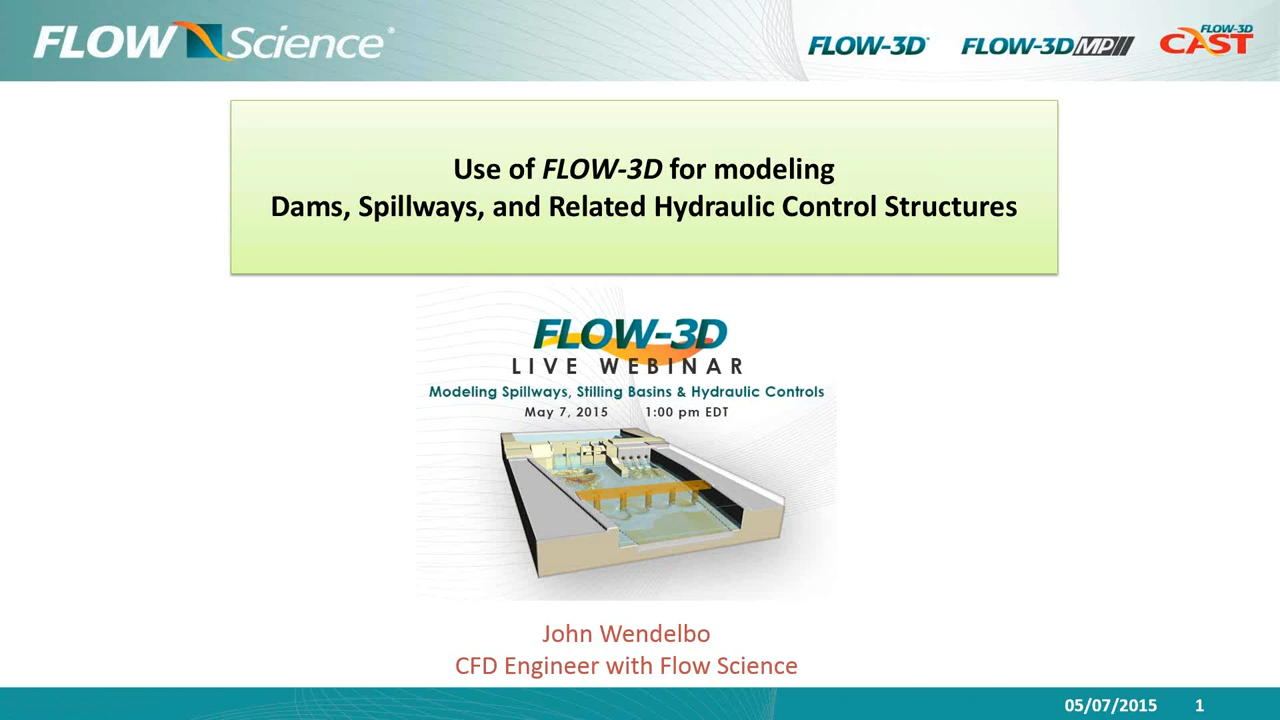 FLOW Science®
FLOW-3D® FLOW-3D MP FLOW-3D CAST
Use of FLOW-3D for modeling
Dams, Spillways, and Related Hydraulic Control Structures
FLOW-3D
LIVE WEBINAR
Modeling Spillways, Stilling Basins & Hydraulic Controls
May 7, 2015 1:00 pm EDT
John Wendelbo
CFD Engineer with Flow Science
05/07/2015 1